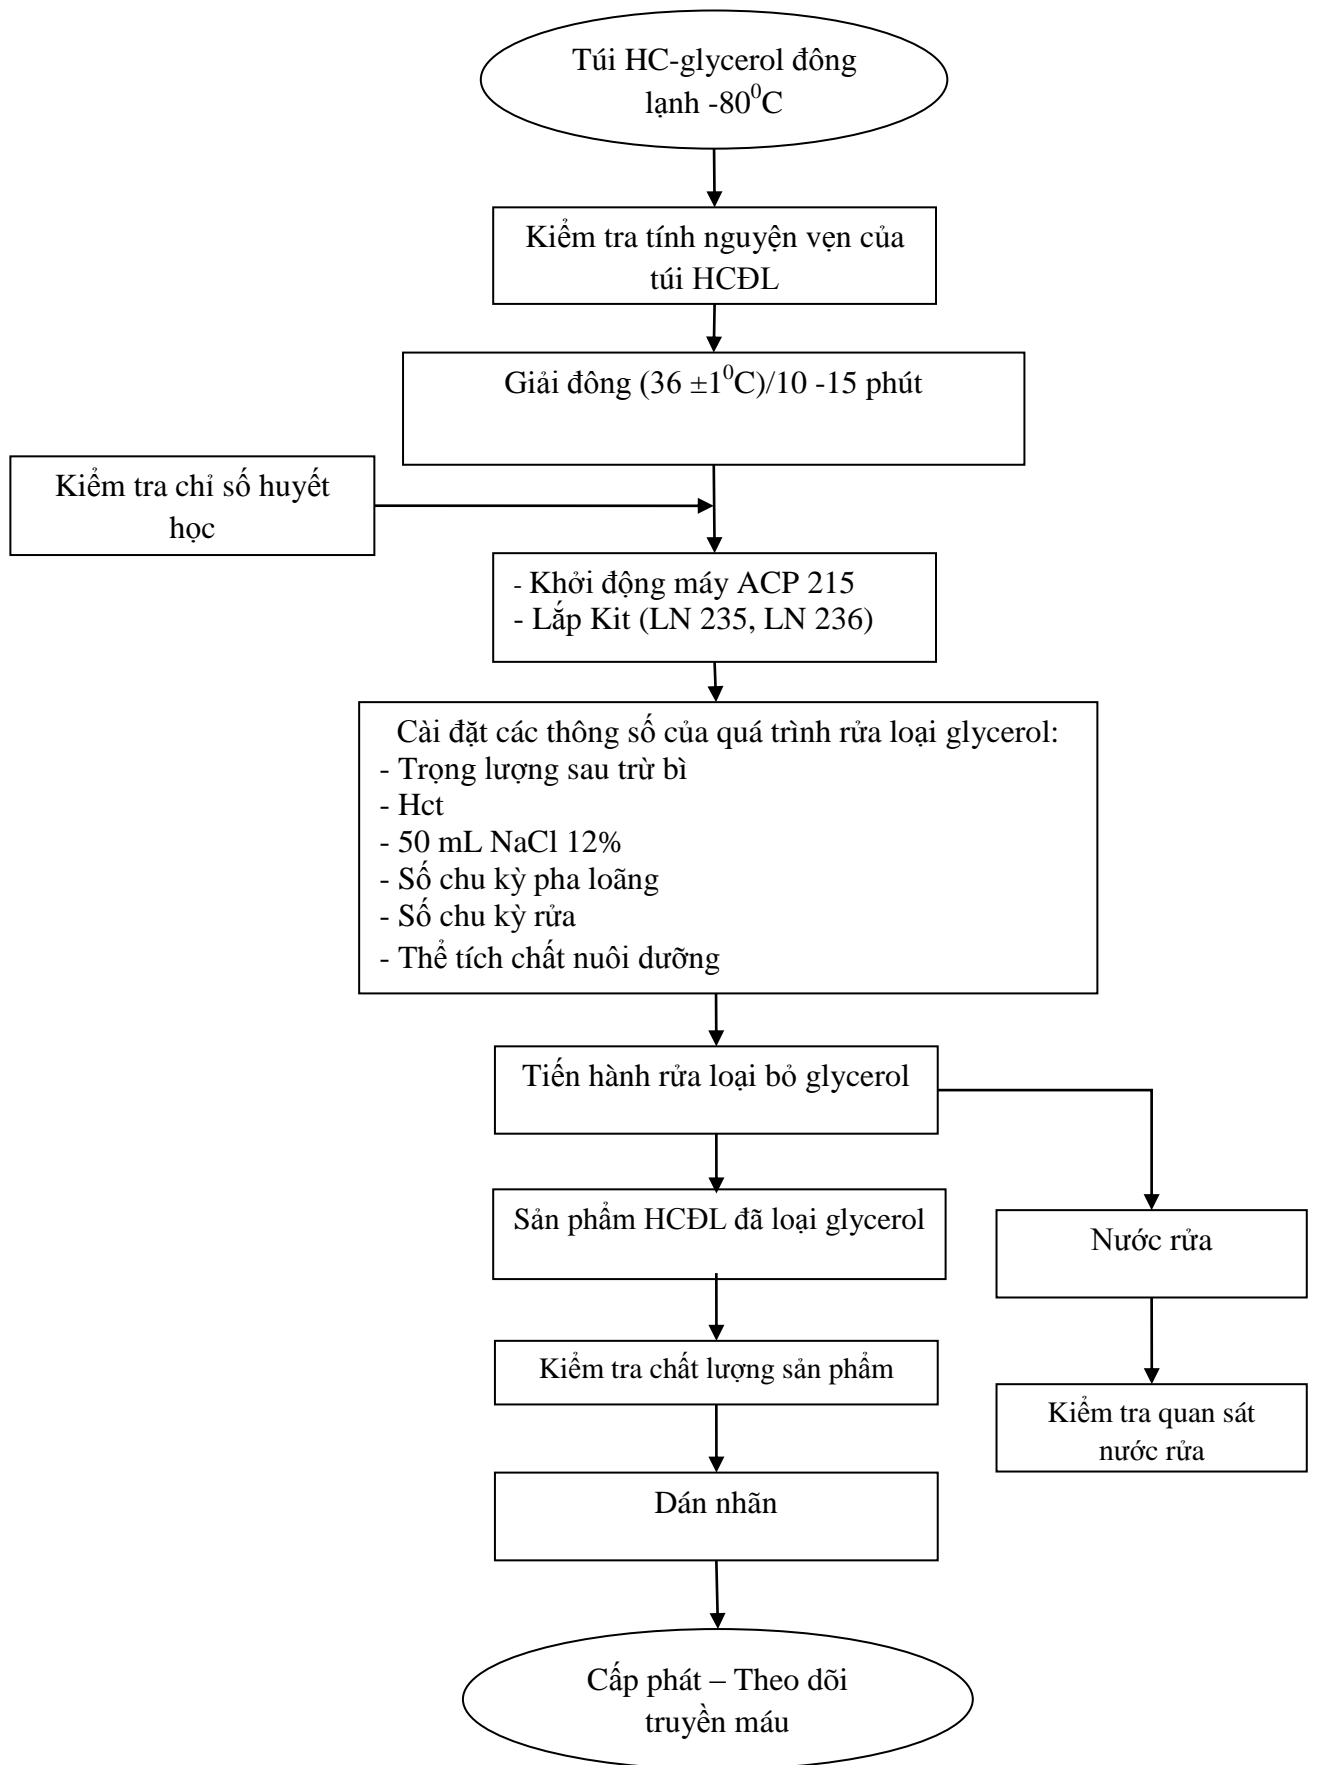 Túi HC-glycerol đông
lạnh -80⁰C
Kiểm tra tính nguyện vẹn của
túi HCĐL
Giải đông (36 ±1⁰C)/10 -15 phút
Kiểm tra chỉ số huyết
học
- Khởi động máy ACP 215
- Lắp Kit (LN 235, LN 236)
Cài đặt các thông số của quá trình rửa loại glycerol:
- Trọng lượng sau trừ bì
- Hct
- 50 mL NaCl 12%
- Số chu kỳ pha loãng
- Số chu kỳ rửa
- Thể tích chất nuôi dưỡng
Tiến hành rửa loại bỏ glycerol
Sản phẩm HCĐL đã loại glycerol
Nước rửa
Kiểm tra chất lượng sản phẩm
Kiểm tra quan sát
nước rửa
Dán nhãn
Cấp phát – Theo dõi
truyền máu